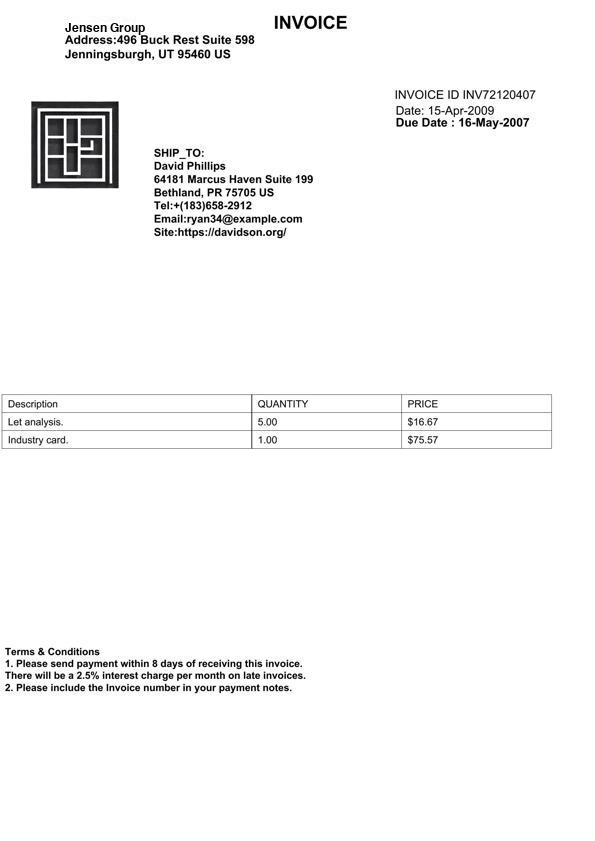 INVOICE
Jensen Group
Address:496 Buck Rest Suite 598
Jenningsburgh, UT 95460 US
INVOICE ID INV72120407
Date: 15-Apr-2009
Due Date : 16-May-2007
SHIP_TO:
David Phillips
64181 Marcus Haven Suite 199
Bethland, PR 75705 US
Tel:+(183)658-2912
Email:ryan34@example.com
Site:https://davidson.org/
Description QUANTITY PRICE
Let analysis. 5.00 $16.67
Industry card. 1.00 $75.57
Terms & Conditions
1. Please send payment within 8 days of receiving this invoice.
There will be a 2.5% interest charge per month on late invoices.
2. Please include the Invoice number in your payment notes.